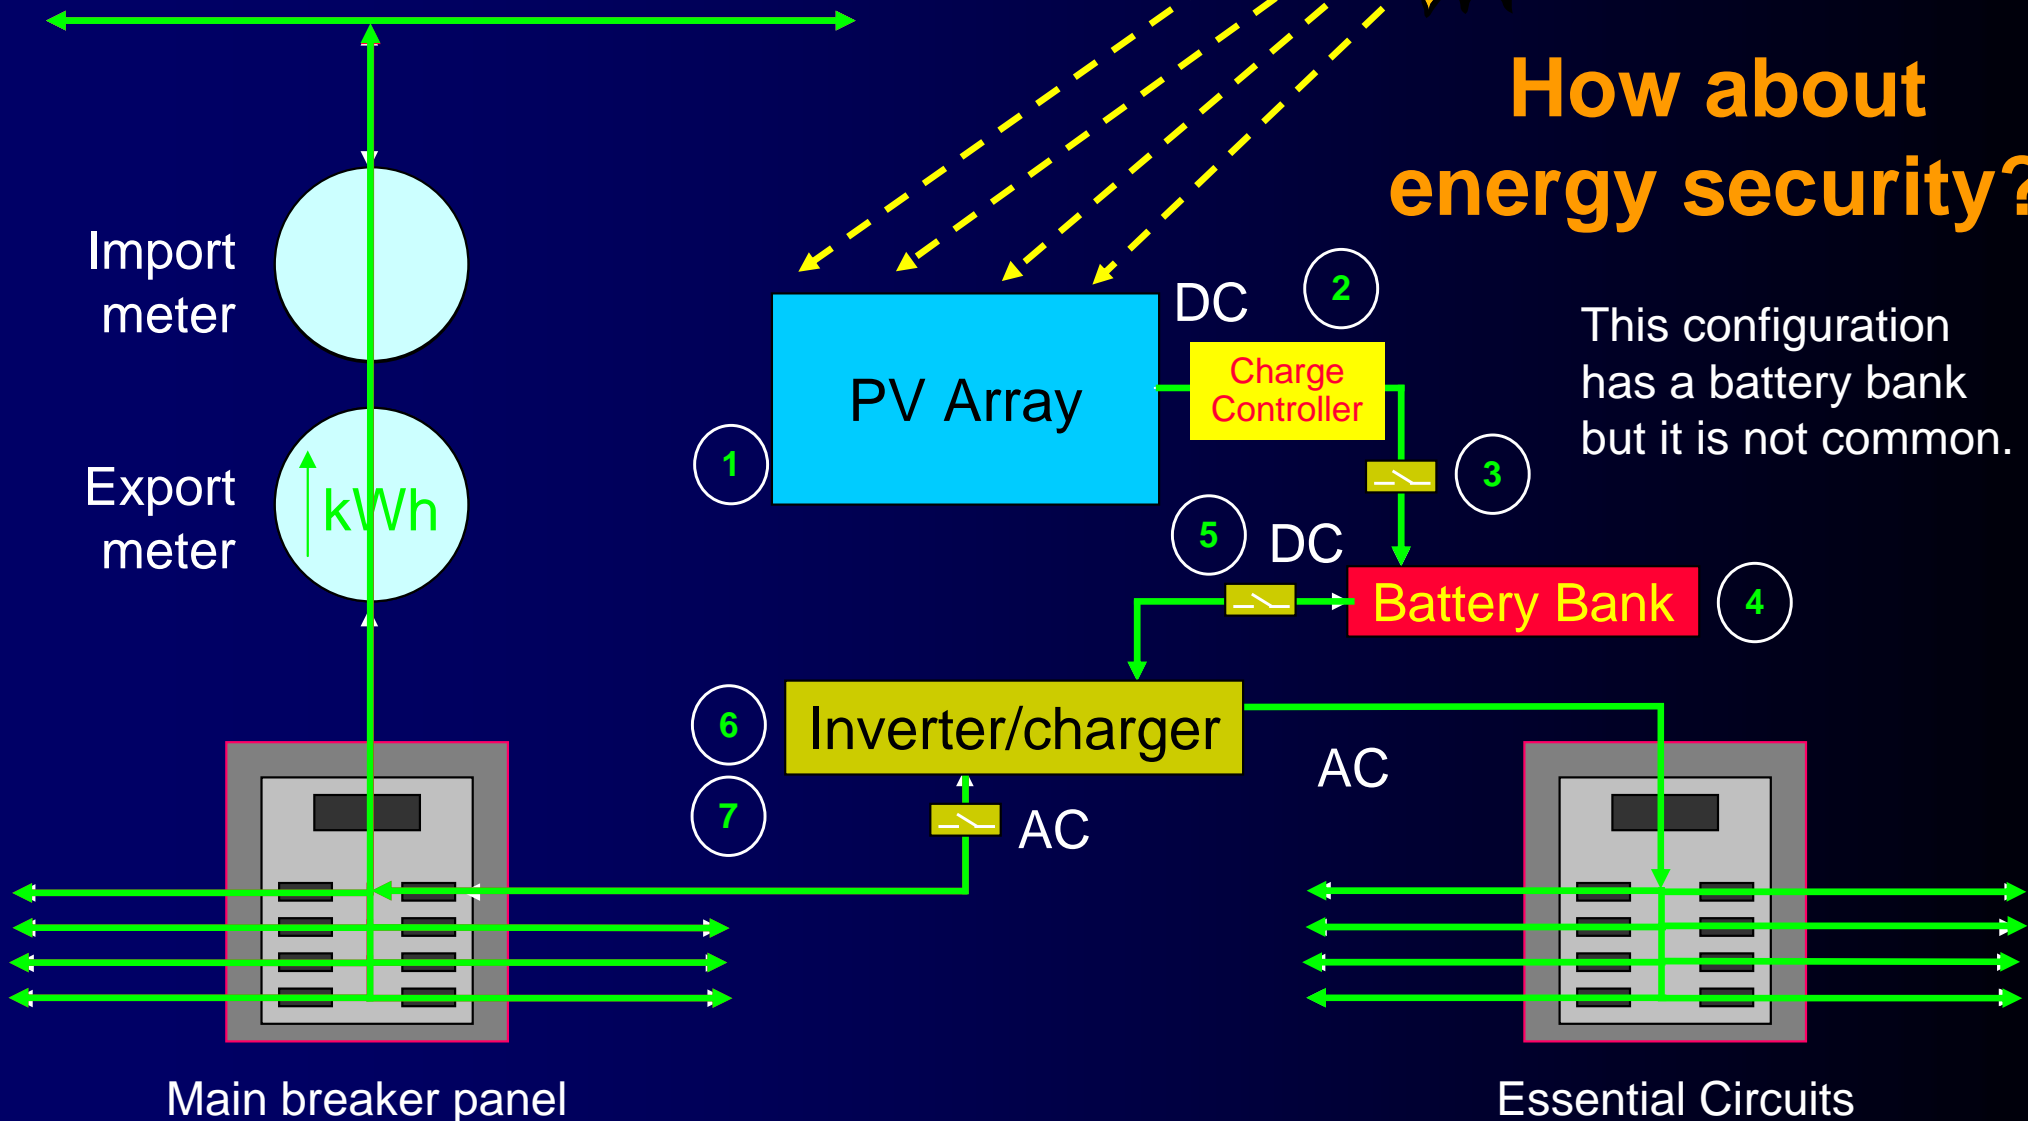 How about
energy security?
Import
meter
DC
2
This configuration
has a battery bank
but it is not common.
Charge
Controller
PV Array
1
3
Export
meter
kWh
5
DC
Battery Bank
4
6
Inverter/charger
7
AC
AC
Main breaker panel
Essential Circuits